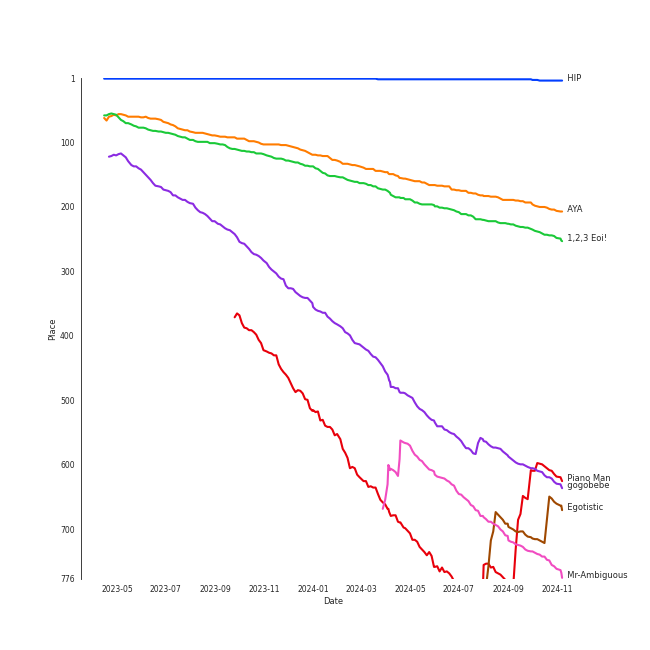 1
100
200
300
400
500
600
700
776
Place
HIP
AYA
1,2,3 Eoi!
Piano Man
gogobebe
Egotistic
Mr-Ambiguous
2023-05 2023-07 2023-09 2023-11 2024-01 2024-03 2024-05 2024-07 2024-09 2024-11
Date